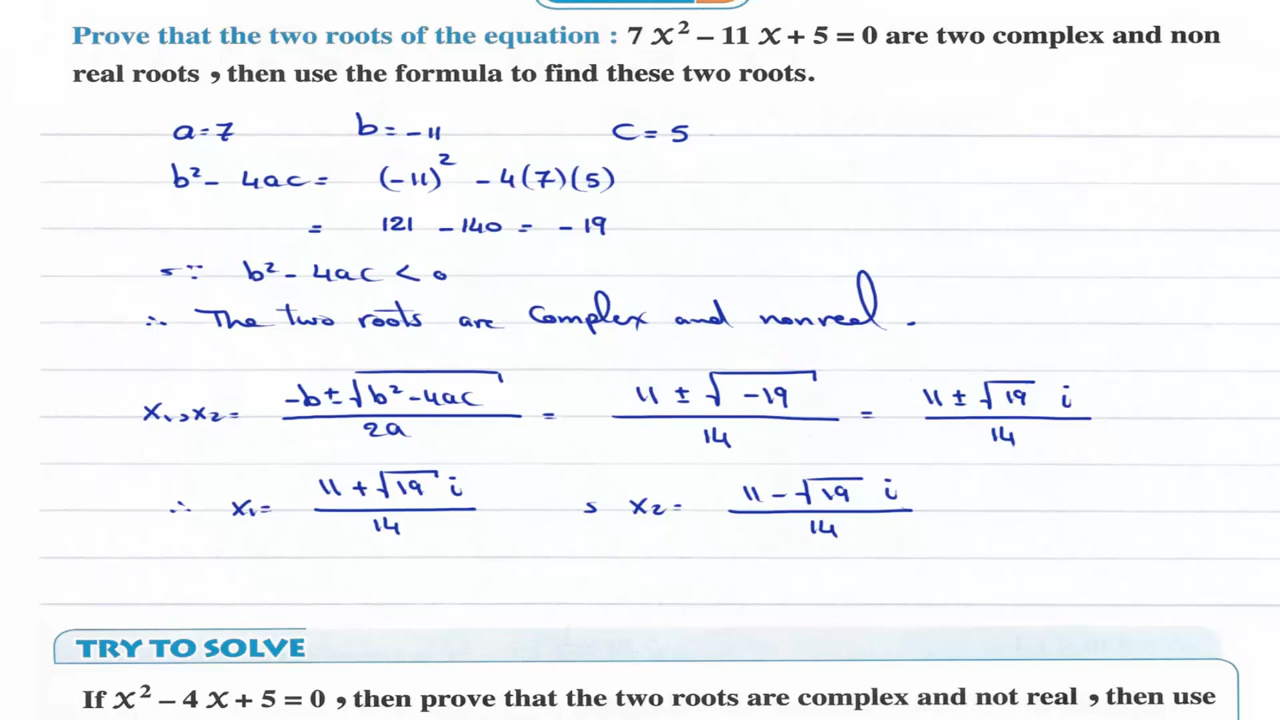 Prove that the two roots of the equation : 7 x² – 11 x + 5 = 0 are two complex and non
real roots , then use the formula to find these two roots.
a = 7 b = -11 c = 5
b² - 4ac = (-11)² - 4(7)(5)
= 121 - 140 = - 19
, ∵ b² - 4ac < 0
∴ The two roots are complex and nonreal .
x₁, x₂ = (-b ± √(b² - 4ac)) / 2a = (11 ± √(-19)) / 14 = (11 ± √19 i) / 14
∴ x₁ = (11 + √19 i) / 14 , x₂ = (11 - √19 i) / 14
TRY TO SOLVE
If x² – 4 x + 5 = 0 , then prove that the two roots are complex and not real , then use